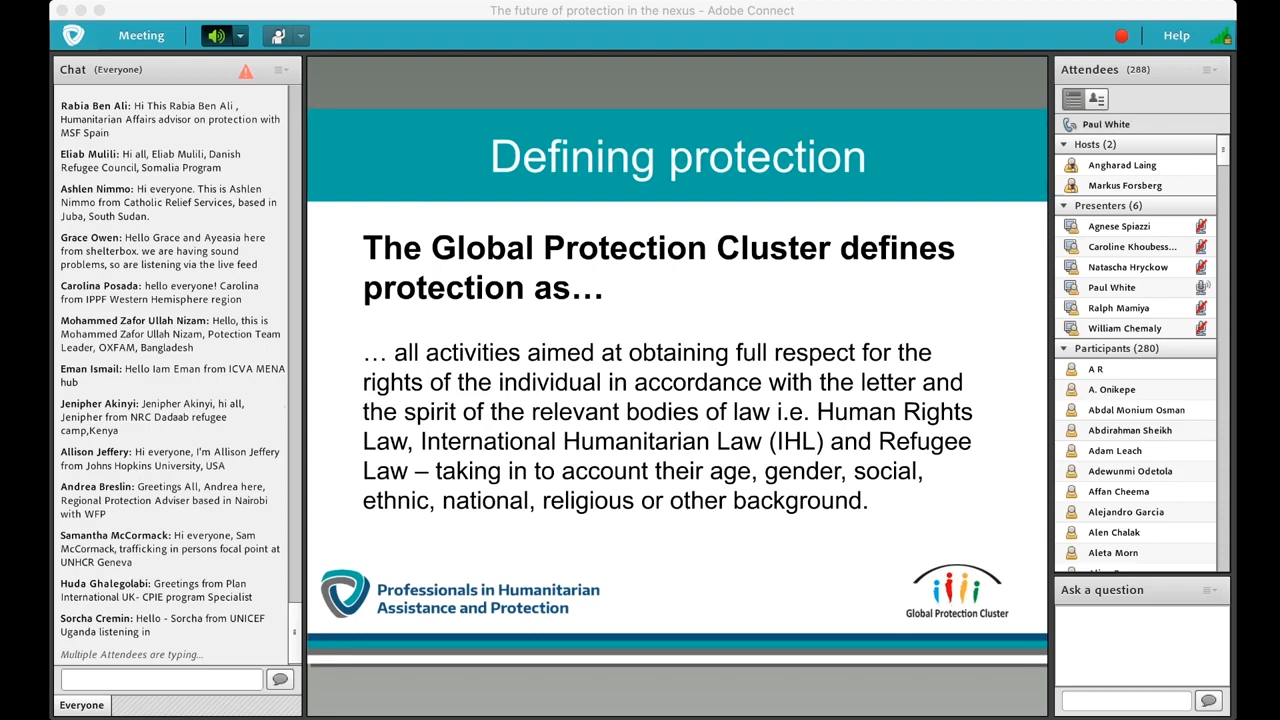 The future of protection in the nexus - Adobe Connect
Meeting
Help
Chat (Everyone)
Rabia Ben Ali: Hi This Rabia Ben Ali ,
Humanitarian Affairs advisor on protection with
MSF Spain
Eliab Mulili: Hi all, Eliab Mulili, Danish
Refugee Council, Somalia Program
Ashlen Nimmo: Hi everyone. This is Ashlen
Nimmo from Catholic Relief Services, based in
Juba, South Sudan.
Grace Owen: Hello Grace and Ayeasia here
from shelterbox. we are having sound
problems, so are listening via the live feed
Carolina Posada: hello everyone! Carolina
from IPPF Western Hemisphere region
Mohammed Zafor Ullah Nizam: Hello, this is
Mohammed Zafor Ullah Nizam, Potection Team
Leader, OXFAM, Bangladesh
Eman Ismail: Hello Iam Eman from ICVA MENA
hub
Jenipher Akinyi: Jenipher Akinyi, hi all,
Jenipher from NRC Dadaab refugee
camp,Kenya
Allison Jeffery: Hi everyone, I'm Allison Jeffery
from Johns Hopkins University, USA
Andrea Breslin: Greetings All, Andrea here,
Regional Protection Adviser based in Nairobi
with WFP
Samantha McCormack: Hi everyone, Sam
McCormack, trafficking in persons focal point at
UNHCR Geneva
Huda Ghalegolabi: Greetings from Plan
International UK- CPIE program Specialist
Sorcha Cremin: Hello - Sorcha from UNICEF
Uganda listening in
Multiple Attendees are typing...
Everyone
Defining protection
The Global Protection Cluster defines
protection as…
… all activities aimed at obtaining full respect for the
rights of the individual in accordance with the letter and
the spirit of the relevant bodies of law i.e. Human Rights
Law, International Humanitarian Law (IHL) and Refugee
Law – taking in to account their age, gender, social,
ethnic, national, religious or other background.
Professionals in Humanitarian
Assistance and Protection
Global Protection Cluster
Attendees (288)
Paul White
Hosts (2)
Angharad Laing
Markus Forsberg
Presenters (6)
Agnese Spiazzi
Caroline Khoubess...
Natascha Hryckow
Paul White
Ralph Mamiya
William Chemaly
Participants (280)
A R
A. Onikepe
Abdal Monium Osman
Abdirahman Sheikh
Adam Leach
Adewunmi Odetola
Affan Cheema
Alejandro Garcia
Alen Chalak
Aleta Morn
Ask a question